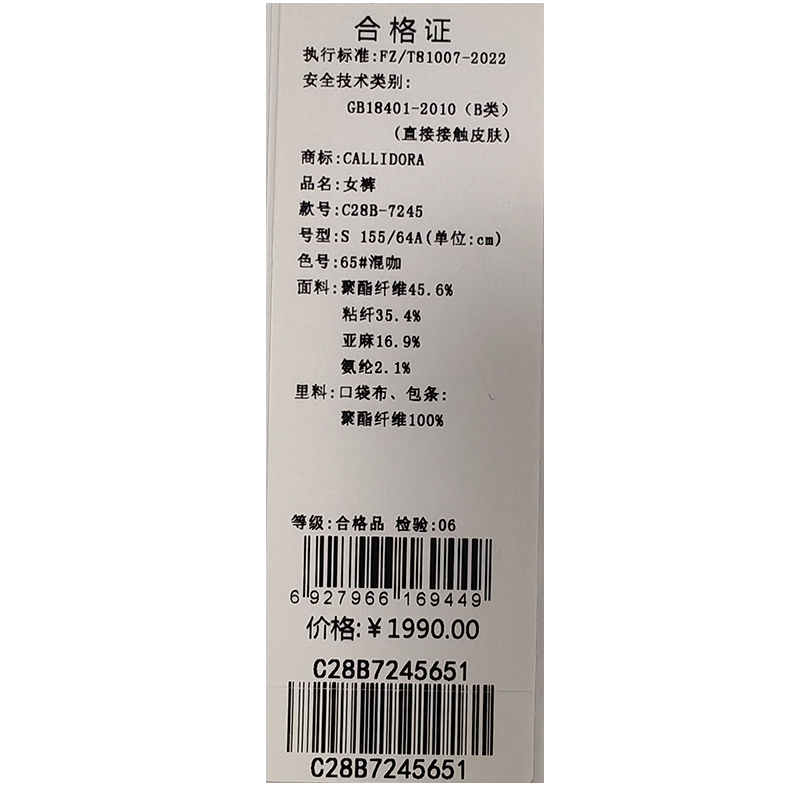 合格证
执行标准:FZ/T81007-2022
安全技术类别:
GB18401-2010（B类）
(直接接触皮肤)
商标:CALLIDORA
品名:女裤
款号:C28B-7245
号型:S 155/64A(单位:cm)
色号:65#混咖
面料:聚酯纤维45.6%
粘纤35.4%
亚麻16.9%
氨纶2.1%
里料:口袋布、包条:
聚酯纤维100%
等级:合格品 检验:06
6 927966 169449
价格:¥1990.00
C28B7245651
C28B7245651